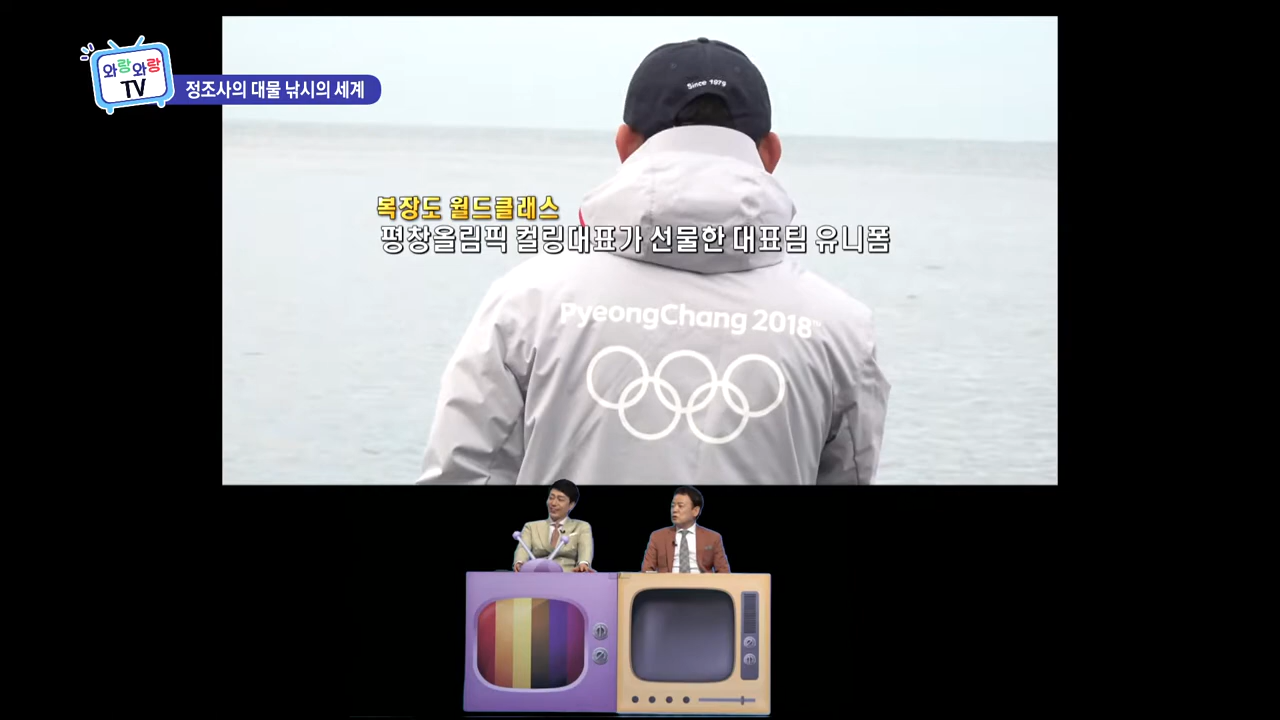 와랑와랑
TV
정조사의 대물 낚시의 세계
Since 1979
복장도 월드클래스
평창올림픽 컬링대표가 선물한 대표팀 유니폼
PyeongChang 2018™